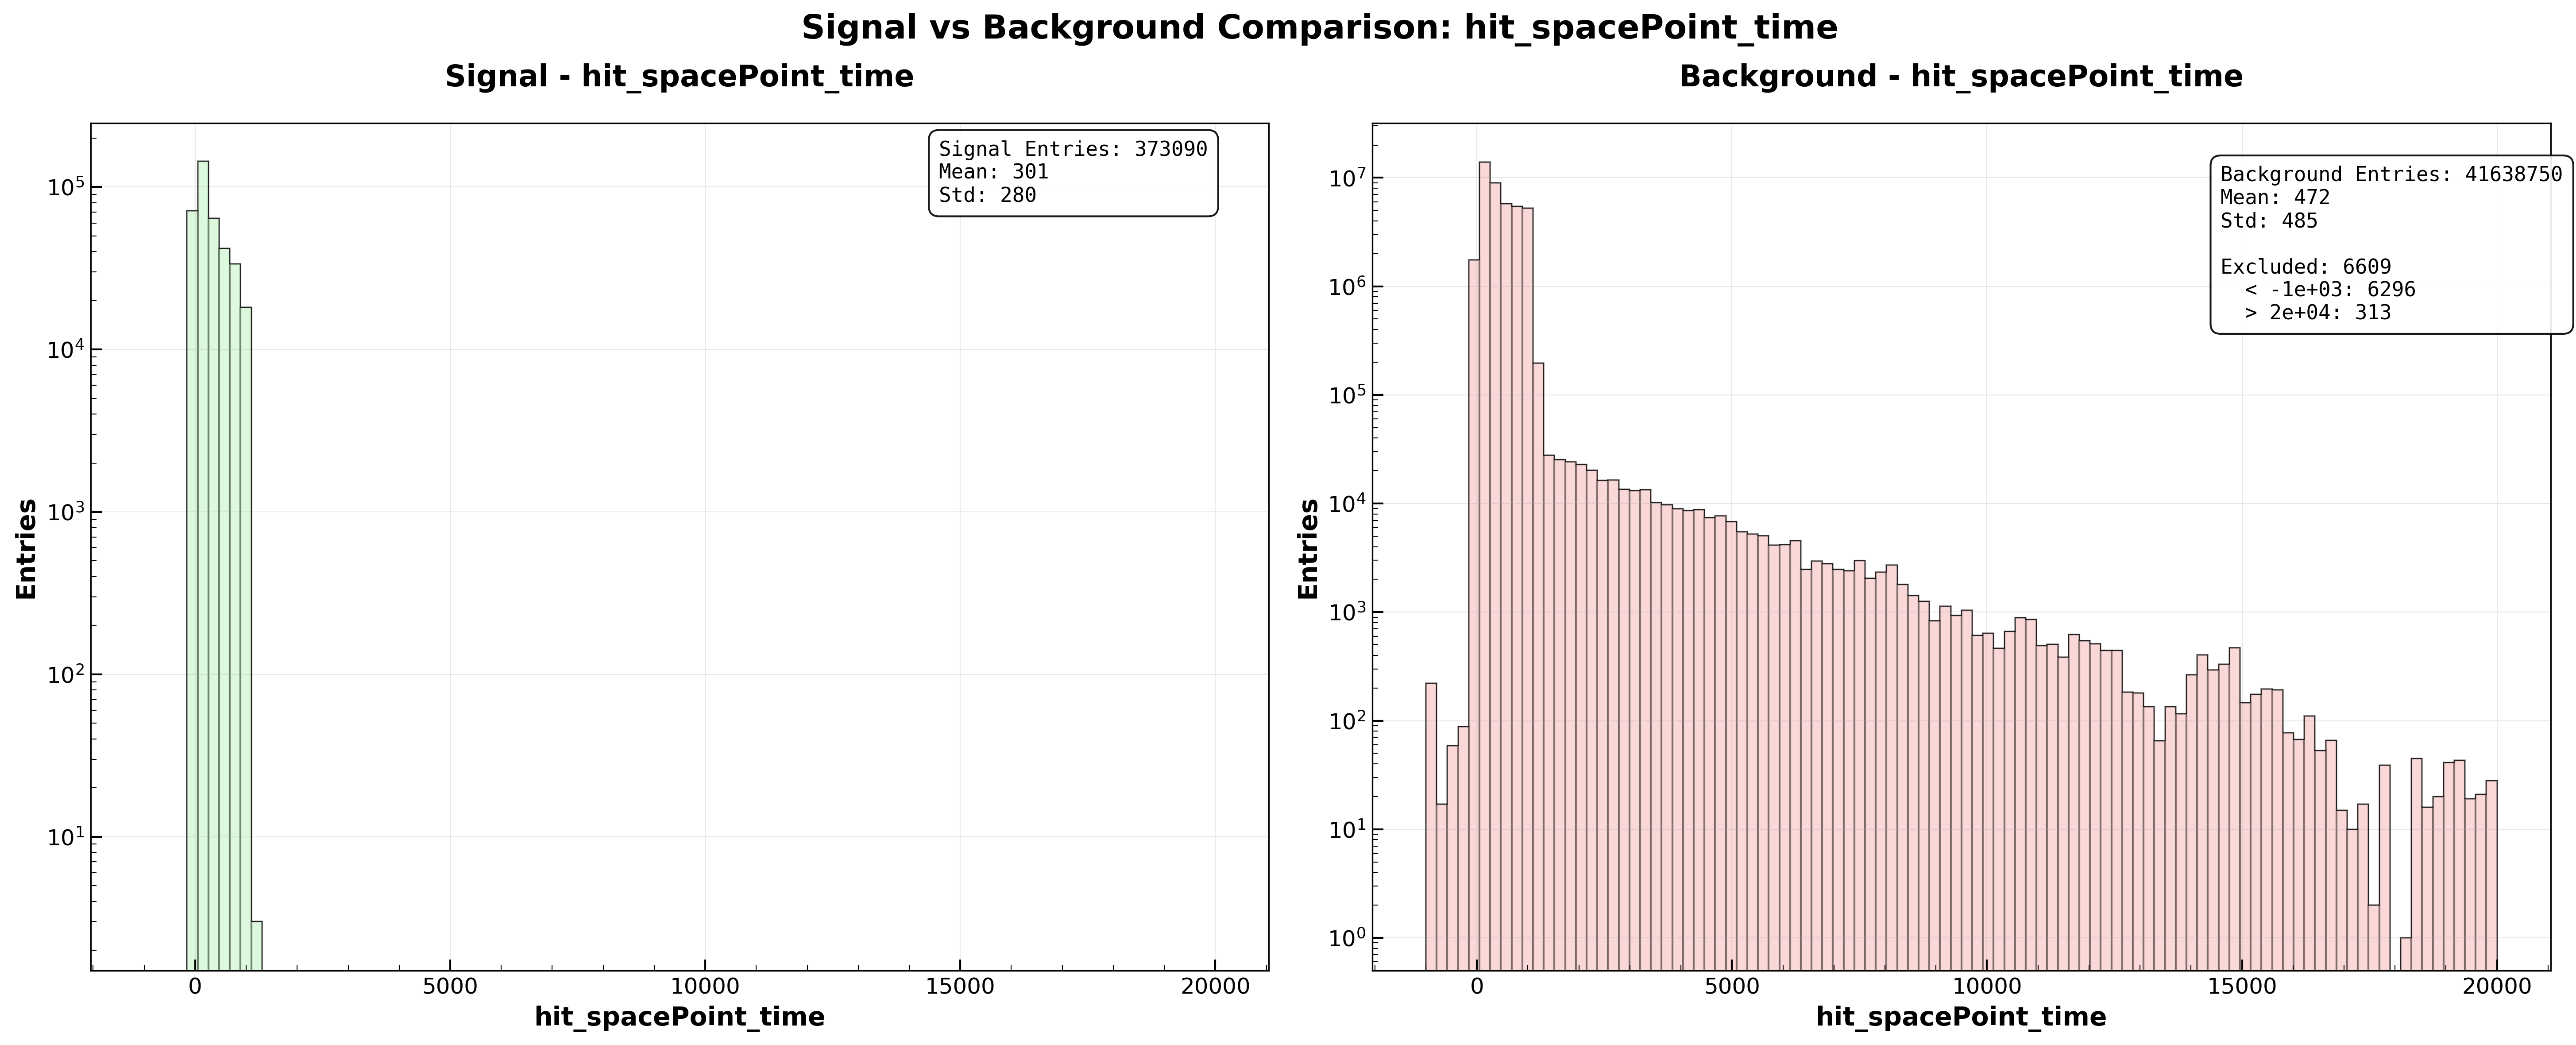 Signal vs Background Comparison: hit_spacePoint_time
Signal - hit_spacePoint_time
Signal Entries: 373090
Mean: 301
Std: 280
10^5
10^4
10^3
10^2
10^1
Entries
0 5000 10000 15000 20000
hit_spacePoint_time
Background - hit_spacePoint_time
Background Entries: 41638750
Mean: 472
Std: 485
Excluded: 6609
< -1e+03: 6296
> 2e+04: 313
10^7
10^6
10^5
10^4
10^3
10^2
10^1
10^0
Entries
0 5000 10000 15000 20000
hit_spacePoint_time